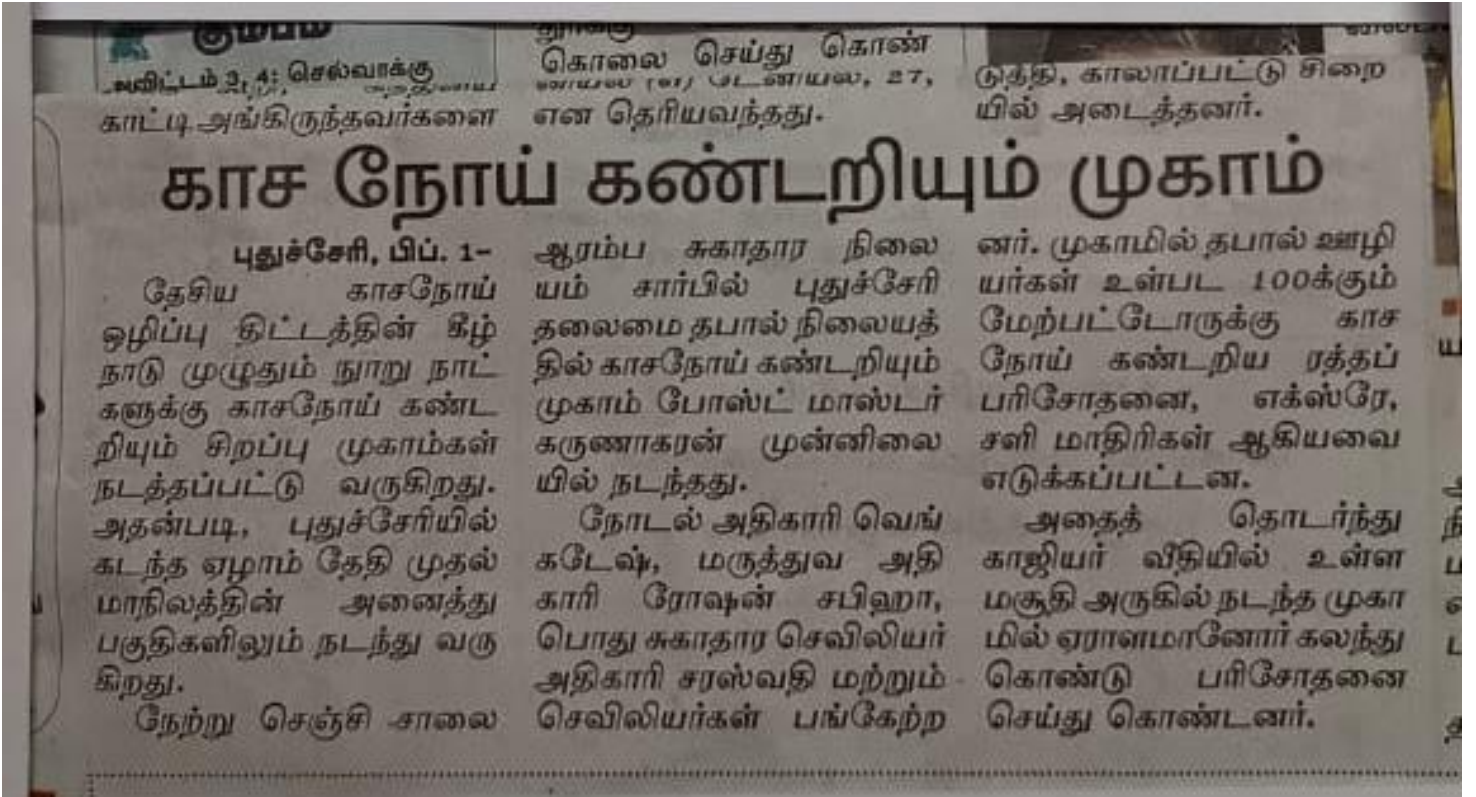 கும்பம்
அவிட்டம் 3, 4: செல்வாக்கு
காட்டி அங்கிருந்தவர்களை
கொலை செய்து கொண்
27,
என தெரியவந்தது.
டுத்தி, காலாப்பட்டு சிறை
யில் அடைத்தனர்.
காச நோய் கண்டறியும் முகாம்
புதுச்சேரி, பிப். 1–
தேசிய காசநோய்
ஒழிப்பு திட்டத்தின் கீழ்
நாடு முழுதும் நுாறு நாட்
களுக்கு காசநோய் கண்ட
றியும் சிறப்பு முகாம்கள்
நடத்தப்பட்டு வருகிறது.
அதன்படி, புதுச்சேரியில்
கடந்த ஏழாம் தேதி முதல்
மாநிலத்தின் அனைத்து
பகுதிகளிலும் நடந்து வரு
கிறது.
நேற்று செஞ்சி சாலை
ஆரம்ப சுகாதார நிலை
யம் சார்பில் புதுச்சேரி
தலைமை தபால் நிலையத்
தில் காசநோய் கண்டறியும்
முகாம் போஸ்ட் மாஸ்டர்
கருணாகரன் முன்னிலை
யில் நடந்தது.
நோடல் அதிகாரி வெங்
கடேஷ், மருத்துவ அதி
காரி ரோஷன் சபிஹா,
பொது சுகாதார செவிலியர்
அதிகாரி சரஸ்வதி மற்றும்
செவிலியர்கள் பங்கேற்ற
னர். முகாமில் தபால் ஊழி
யர்கள் உள்பட 100க்கும்
மேற்பட்டோருக்கு காச
நோய் கண்டறிய ரத்தப்
பரிசோதனை, எக்ஸ்ரே,
சளி மாதிரிகள் ஆகியவை
எடுக்கப்பட்டன.
அதைத் தொடர்ந்து
காஜியர் வீதியில் உள்ள
மசூதி அருகில் நடந்த முகா
மில் ஏராளமானோர் கலந்து
கொண்டு பரிசோதனை
செய்து கொண்டனர்.